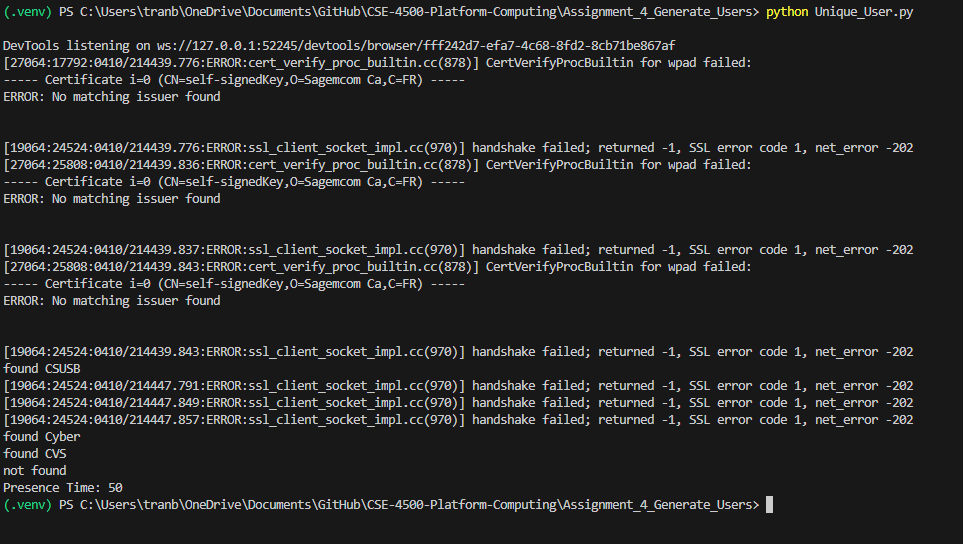 (.venv) PS C:\Users\tranb\OneDrive\Documents\GitHub\CSE-4500-Platform-Computing\Assignment_4_Generate_Users> python Unique_User.py
DevTools listening on ws://127.0.0.1:52245/devtools/browser/fff242d7-efa7-4c68-8fd2-8cb71be867af
[27064:17792:0410/214439.776:ERROR:cert_verify_proc_builtin.cc(878)] CertVerifyProcBuiltin for wpad failed:
----- Certificate i=0 (CN=self-signedKey,O=Sagemcom Ca,C=FR) -----
ERROR: No matching issuer found
[19064:24524:0410/214439.776:ERROR:ssl_client_socket_impl.cc(970)] handshake failed; returned -1, SSL error code 1, net_error -202
[27064:25808:0410/214439.836:ERROR:cert_verify_proc_builtin.cc(878)] CertVerifyProcBuiltin for wpad failed:
----- Certificate i=0 (CN=self-signedKey,O=Sagemcom Ca,C=FR) -----
ERROR: No matching issuer found
[19064:24524:0410/214439.837:ERROR:ssl_client_socket_impl.cc(970)] handshake failed; returned -1, SSL error code 1, net_error -202
[27064:25808:0410/214439.843:ERROR:cert_verify_proc_builtin.cc(878)] CertVerifyProcBuiltin for wpad failed:
----- Certificate i=0 (CN=self-signedKey,O=Sagemcom Ca,C=FR) -----
ERROR: No matching issuer found
[19064:24524:0410/214439.843:ERROR:ssl_client_socket_impl.cc(970)] handshake failed; returned -1, SSL error code 1, net_error -202
found CSUSB
[19064:24524:0410/214447.791:ERROR:ssl_client_socket_impl.cc(970)] handshake failed; returned -1, SSL error code 1, net_error -202
[19064:24524:0410/214447.849:ERROR:ssl_client_socket_impl.cc(970)] handshake failed; returned -1, SSL error code 1, net_error -202
[19064:24524:0410/214447.857:ERROR:ssl_client_socket_impl.cc(970)] handshake failed; returned -1, SSL error code 1, net_error -202
found Cyber
found CVS
not found
Presence Time: 50
(.venv) PS C:\Users\tranb\OneDrive\Documents\GitHub\CSE-4500-Platform-Computing\Assignment_4_Generate_Users>